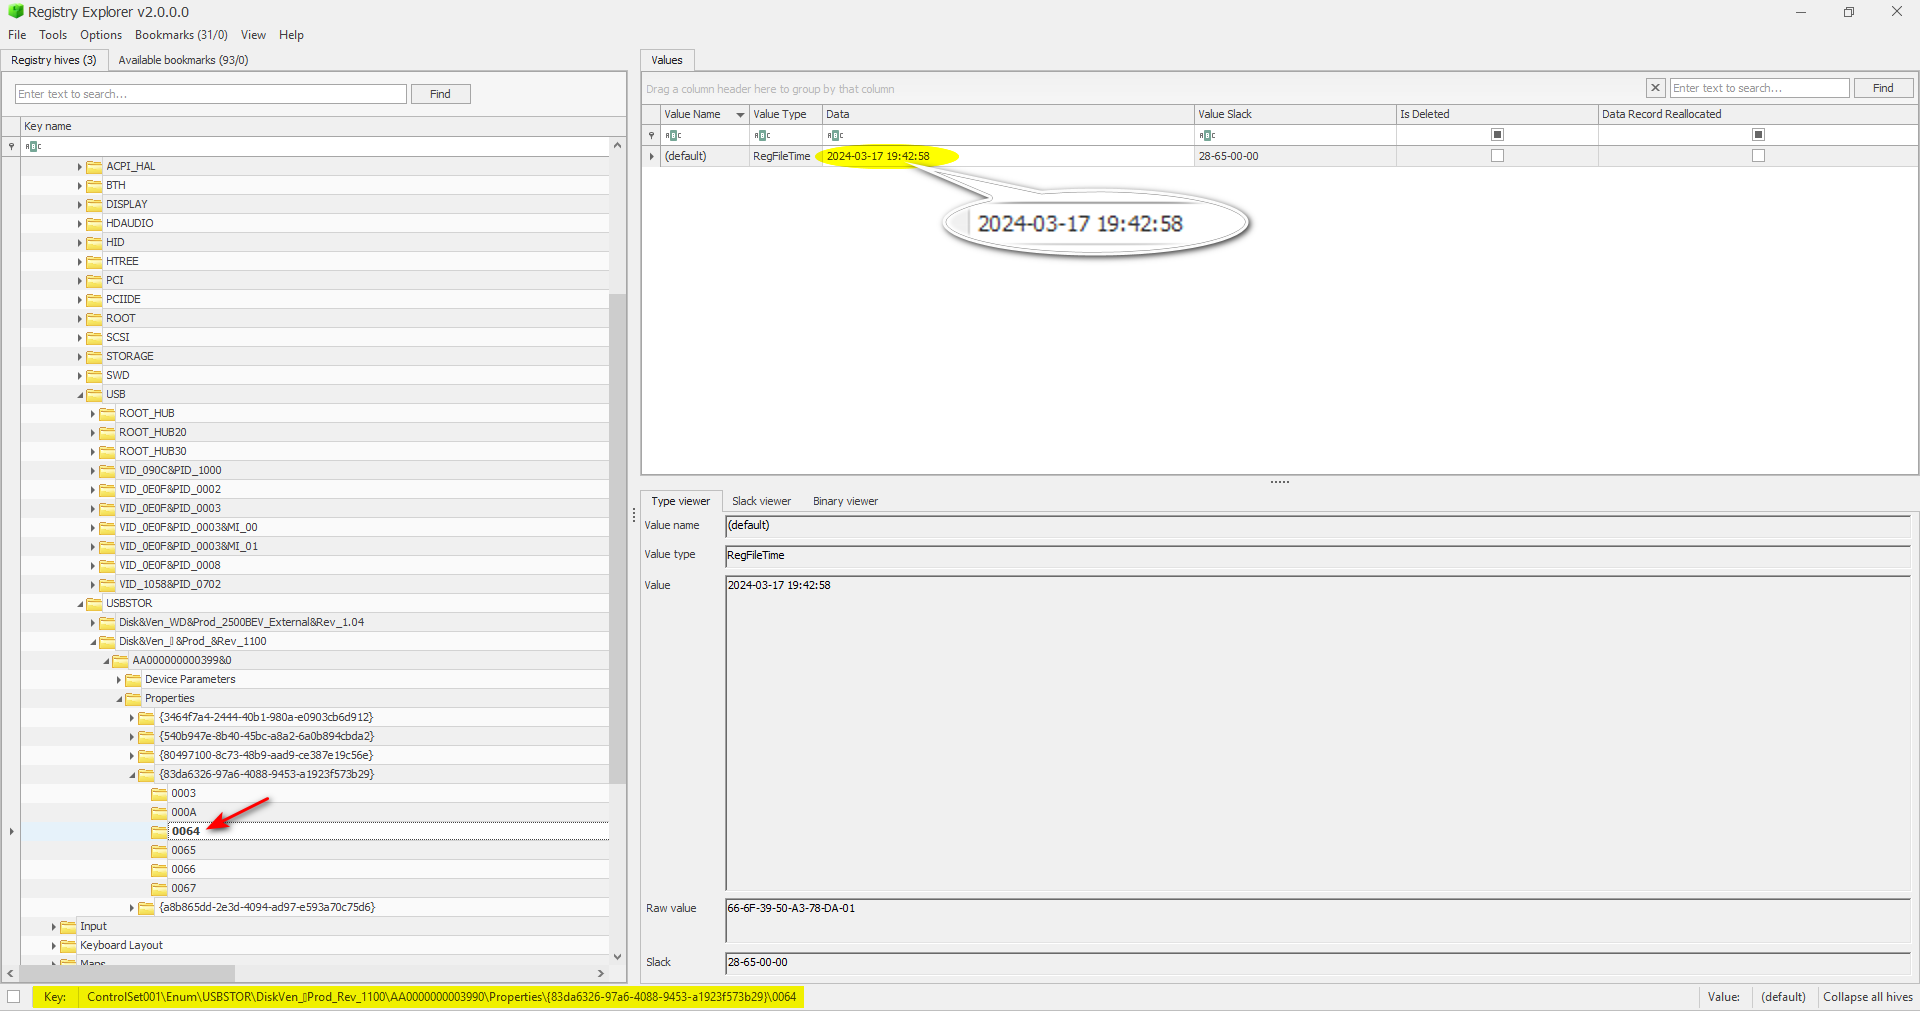 Registry Explorer v2.0.0.0
File Tools Options Bookmarks (31/0) View Help
Registry hives (3) Available bookmarks (93/0)
Enter text to search... Find
Key name
ACPI_HAL
BTH
DISPLAY
HDAUDIO
HID
HTREE
PCI
PCIIDE
ROOT
SCSI
STORAGE
SWD
USB
ROOT_HUB
ROOT_HUB20
ROOT_HUB30
VID_090C&PID_1000
VID_0E0F&PID_0002
VID_0E0F&PID_0003
VID_0E0F&PID_0003&MI_00
VID_0E0F&PID_0003&MI_01
VID_0E0F&PID_0008
VID_1058&PID_0702
USBSTOR
Disk&Ven_WD&Prod_2500BEV_External&Rev_1.04
Disk&Ven_▯&Prod_&Rev_1100
AA00000000000399&0
Device Parameters
Properties
{3464f7a4-2444-40b1-980a-e0903cb6d912}
{540b947e-8b40-45bc-a8a2-6a0b894cbda2}
{80497100-8c73-48b9-aad9-ce387e19c56e}
{83da6326-97a6-4088-9453-a1923f573b29}
0003
000A
0064
0065
0066
0067
{a8b865dd-2e3d-4094-ad97-e593a70c75d6}
Input
Keyboard Layout
Maps
Values
Drag a column header here to group by that column
Enter text to search... Find
Value Name Value Type Data Value Slack Is Deleted Data Record Reallocated
(default) RegFileTime 2024-03-17 19:42:58 28-65-00-00
2024-03-17 19:42:58
Type viewer Slack viewer Binary viewer
Value name (default)
Value type RegFileTime
Value 2024-03-17 19:42:58
Raw value 66-6F-39-50-A3-78-DA-01
Slack 28-65-00-00
Key: ControlSet001\Enum\USBSTOR\DiskVen_▯Prod_Rev_1100\AA000000000003990\Properties\{83da6326-97a6-4088-9453-a1923f573b29}\0064
Value: (default) Collapse all hives